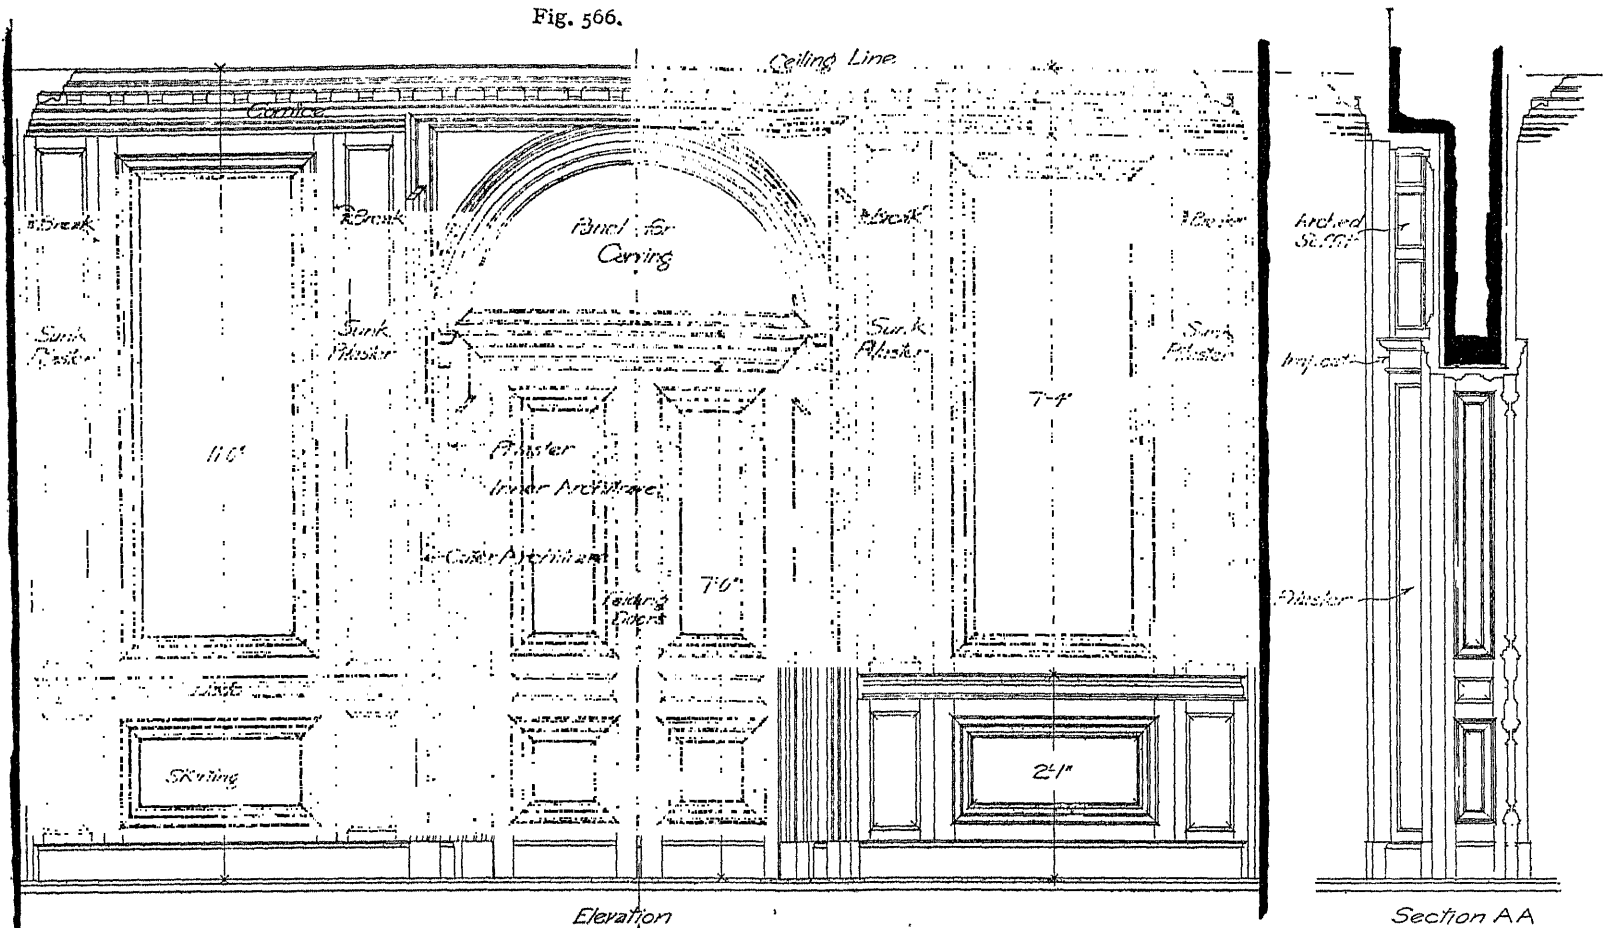 Fig. 566.
Ceiling Line
Cornice
Break
Break
Break
Panel for
Carving
Arched
Soffit
Sunk
Pilaster
Sunk
Pilaster
Sunk
Pilaster
Sunk
Pilaster
Impost
7-4"
11-0"
Pilaster
Inner Architrave
Outer Architrave
7-0"
Folding
Doors
Pilaster
Skirting
2-1"
Elevation
Section AA